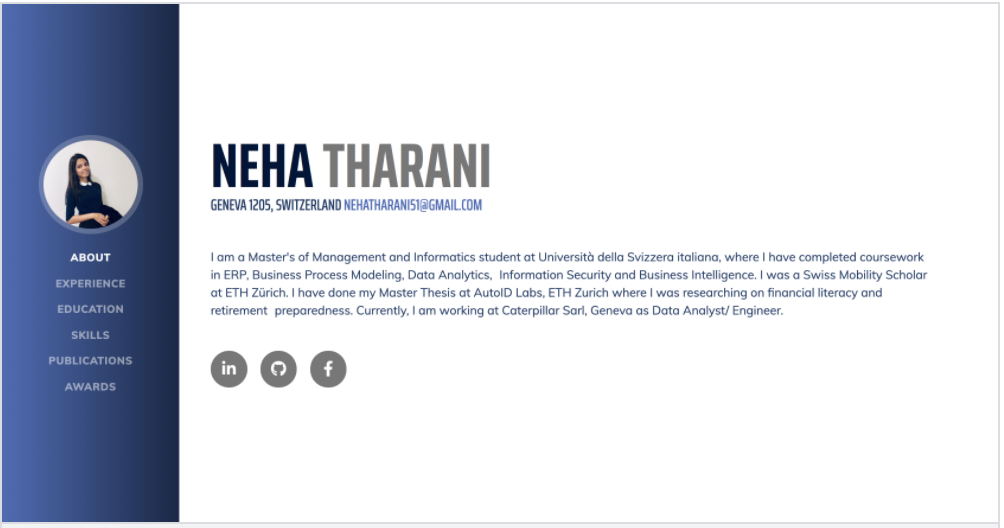 ABOUT
EXPERIENCE
EDUCATION
SKILLS
PUBLICATIONS
AWARDS
NEHA THARANI
GENEVA 1205, SWITZERLAND NEHATHARANI51@GMAIL.COM
I am a Master's of Management and Informatics student at Università della Svizzera italiana, where I have completed coursework
in ERP, Business Process Modeling, Data Analytics,  Information Security and Business Intelligence. I was a Swiss Mobility Scholar
at ETH Zürich. I have done my Master Thesis at AutoID Labs, ETH Zurich where I was researching on financial literacy and
retirement  preparedness. Currently, I am working at Caterpillar Sarl, Geneva as Data Analyst/ Engineer.
in
f